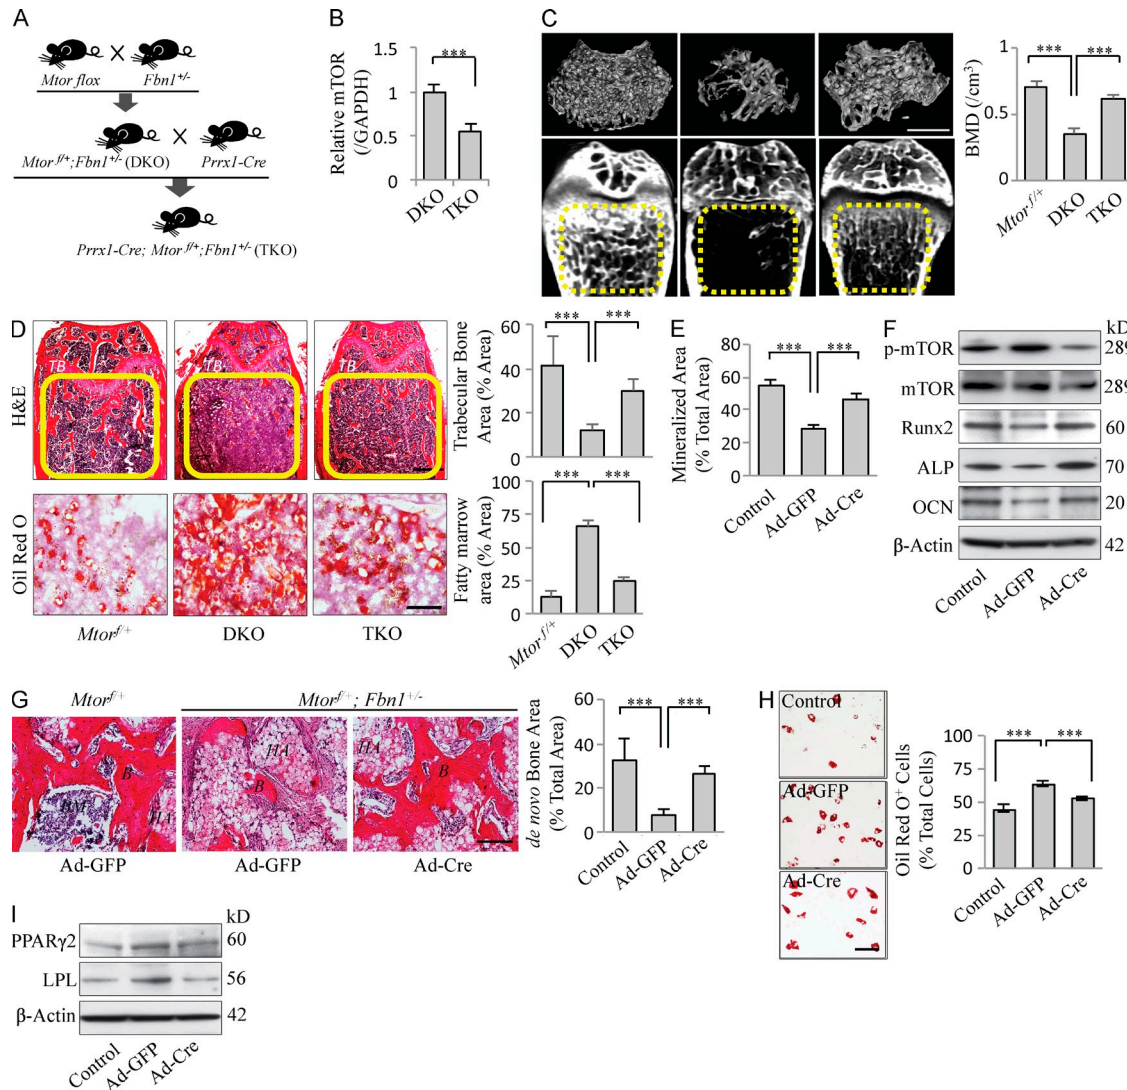 A
Mtor flox
Fbn1+/-
Mtor f/+;Fbn1+/- (DKO)
Prrx1-Cre
Prrx1-Cre; Mtor f/+;Fbn1+/- (TKO)
B
Relative mTOR
(/GAPDH)
1.5
1
0.5
0
***
DKO
TKO
C
BMD (/cm3)
1
0.5
0
***
***
Mtor f/+
DKO
TKO
D
H&E
TB
TB
TB
Oil Red O
Mtorf/+
DKO
TKO
Trabecular Bone
Area (% Area)
60
40
20
0
***
***
Fatty marrow
area (% Area)
100
75
50
25
0
***
***
Mtor f/+
DKO
TKO
E
Mineralized Area
(% Total Area)
80
60
40
20
0
***
***
Control
Ad-GFP
Ad-Cre
F
kD
p-mTOR
289
mTOR
289
Runx2
60
ALP
70
OCN
20
β-Actin
42
Control
Ad-GFP
Ad-Cre
G
Mtorf/+
Mtorf/+; Fbn1+/-
B
BM
HA
HA
B
HA
B
Ad-GFP
Ad-GFP
Ad-Cre
de novo Bone Area
(% Total Area)
60
40
20
0
***
***
Control
Ad-GFP
Ad-Cre
H
Control
Ad-GFP
Ad-Cre
Oil Red O+ Cells
(% Total Cells)
100
75
50
25
0
***
***
Control
Ad-GFP
Ad-Cre
I
kD
PPARγ2
60
LPL
56
β-Actin
42
Control
Ad-GFP
Ad-Cre